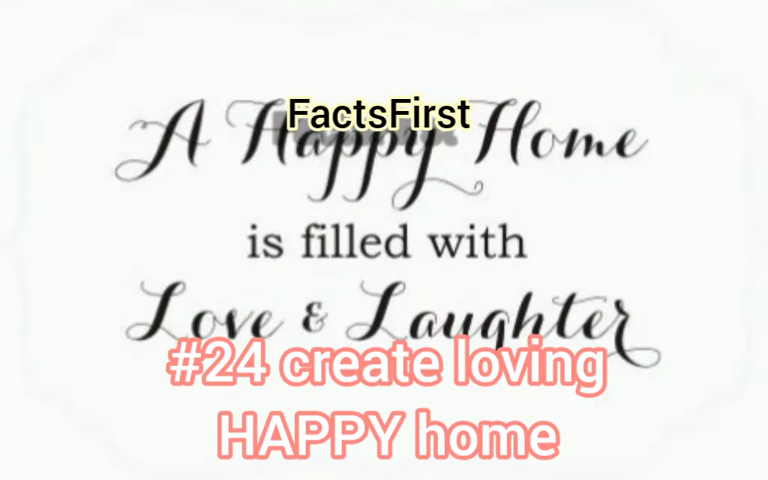 FactsFirst
A Happy Home
is filled with
Love & Laughter
#24 create loving
HAPPY home